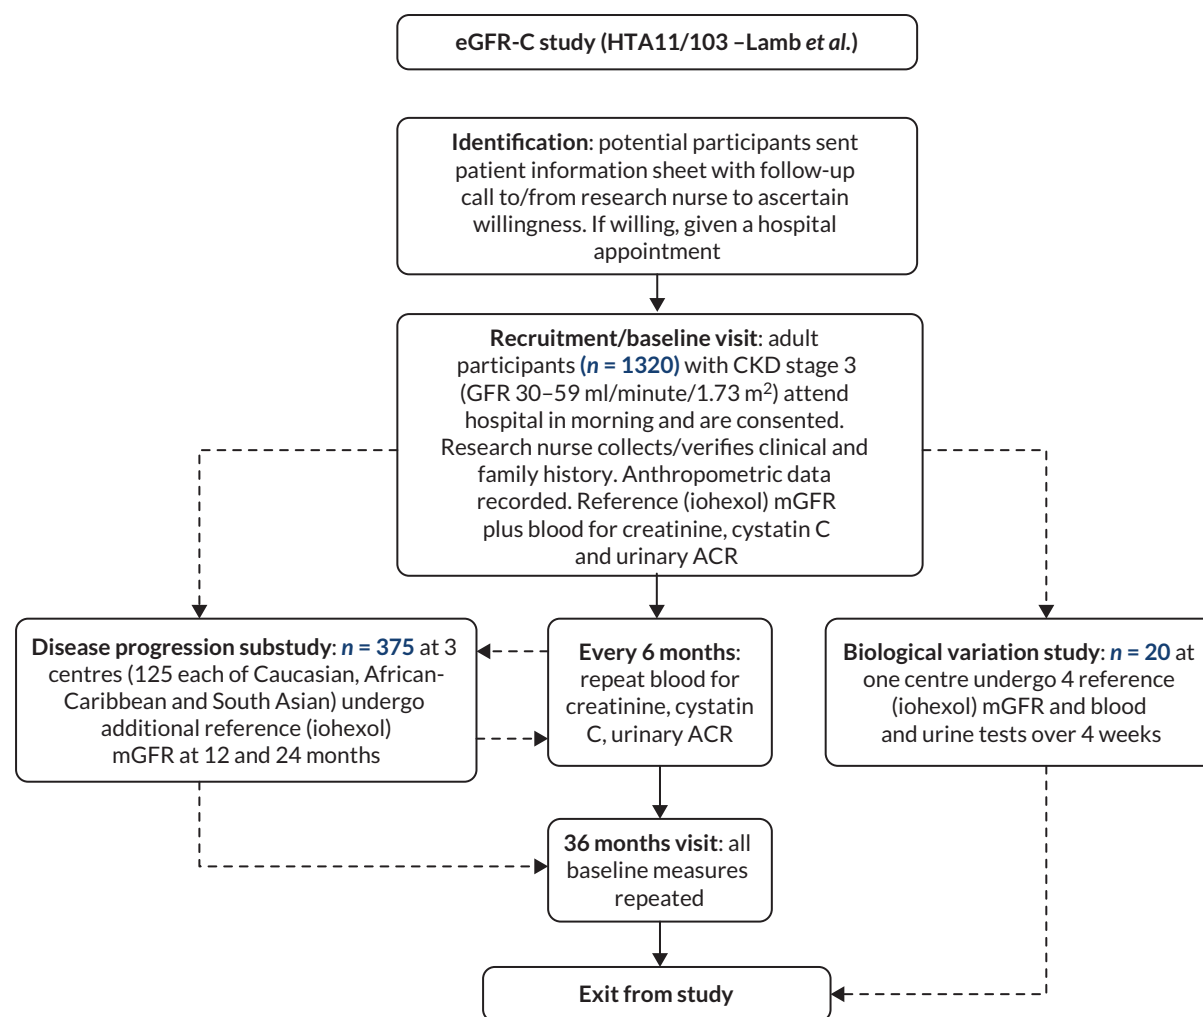 eGFR-C study (HTA11/103 –Lamb et al.)
Identification: potential participants sent
patient information sheet with follow-up
call to/from research nurse to ascertain
willingness. If willing, given a hospital
appointment
Recruitment/baseline visit: adult
participants (n = 1320) with CKD stage 3
(GFR 30–59 ml/minute/1.73 m²) attend
hospital in morning and are consented.
Research nurse collects/verifies clinical and
family history. Anthropometric data
recorded. Reference (iohexol) mGFR
plus blood for creatinine, cystatin C
and urinary ACR
Disease progression substudy: n = 375 at 3
centres (125 each of Caucasian, African-
Caribbean and South Asian) undergo
additional reference (iohexol)
mGFR at 12 and 24 months
Every 6 months:
repeat blood for
creatinine, cystatin
C, urinary ACR
Biological variation study: n = 20 at
one centre undergo 4 reference
(iohexol) mGFR and blood
and urine tests over 4 weeks
36 months visit: all
baseline measures
repeated
Exit from study